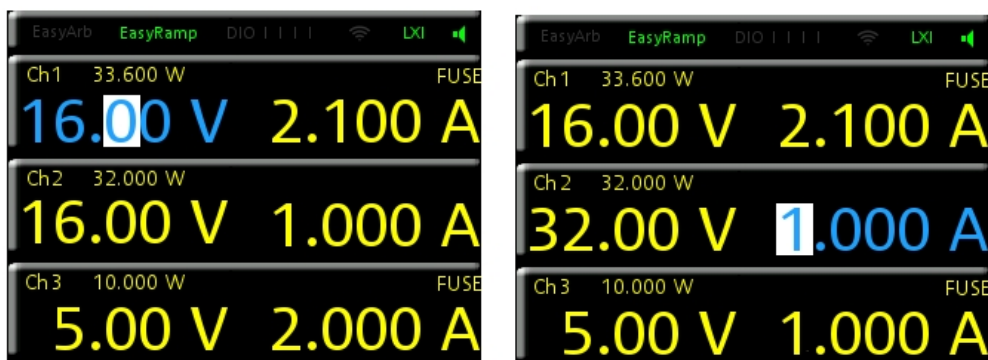 EasyArb EasyRamp DIO I I I I LXI
Ch1 33.600 W FUSE
16.00 V 2.100 A
Ch2 32.000 W
16.00 V 1.000 A
Ch3 10.000 W FUSE
5.00 V 2.000 A
EasyArb EasyRamp DIO I I I I LXI
Ch1 33.600 W FUSE
16.00 V 2.100 A
Ch2 32.000 W
32.00 V 1.000 A
Ch3 10.000 W FUSE
5.00 V 1.000 A